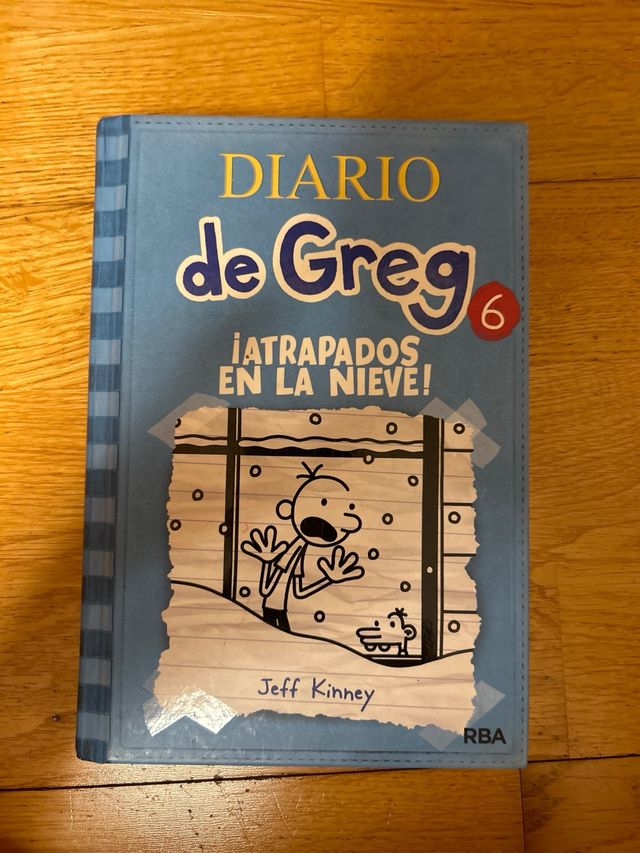 DIARIO
de Greg
6
¡ATRAPADOS
EN LA NIEVE!
Jeff Kinney
RBA